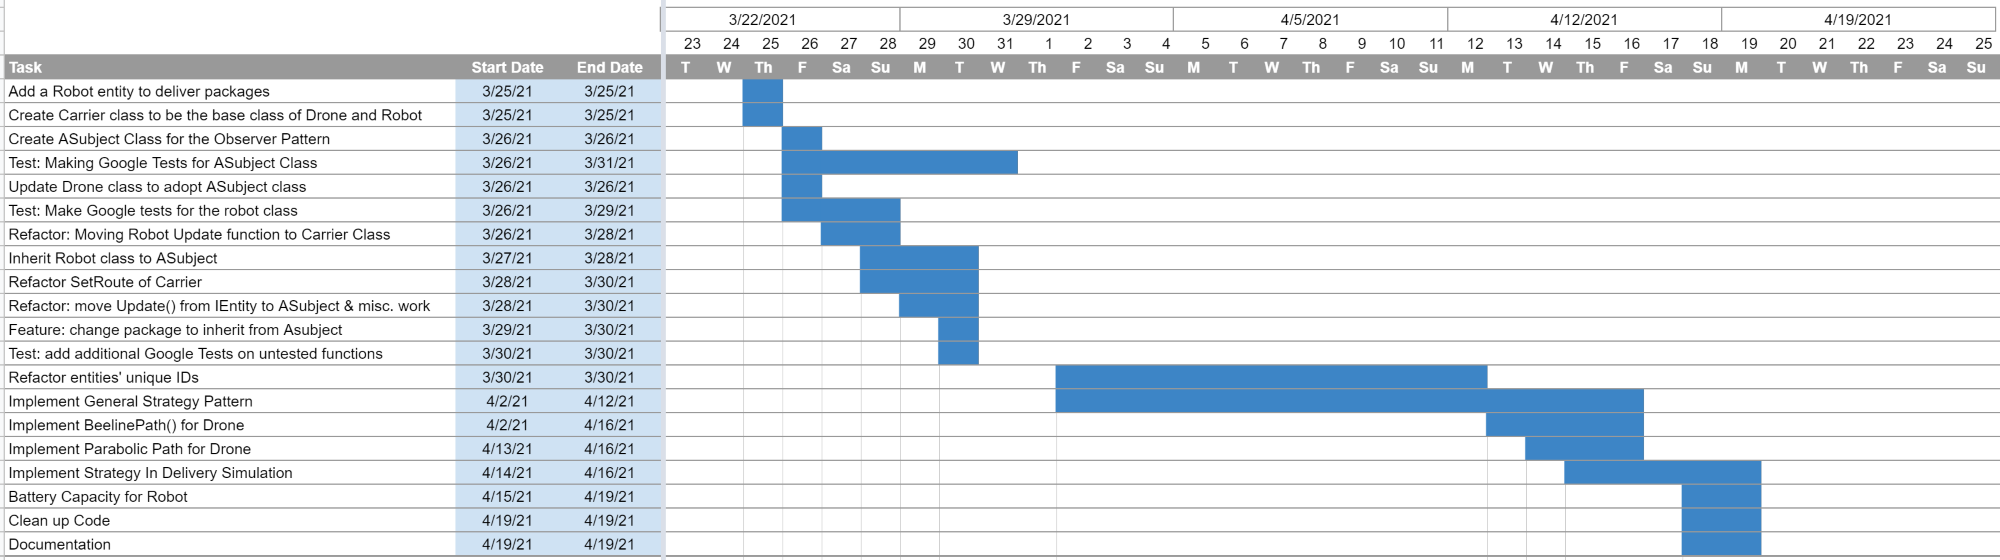 3/22/2021 3/29/2021 4/5/2021 4/12/2021 4/19/2021
23 24 25 26 27 28 29 30 31 1 2 3 4 5 6 7 8 9 10 11 12 13 14 15 16 17 18 19 20 21 22 23 24 25
Task Start Date End Date T W Th F Sa Su M T W Th F Sa Su M T W Th F Sa Su M T W Th F Sa Su M T W Th F Sa Su
Add a Robot entity to deliver packages 3/25/21 3/25/21
Create Carrier class to be the base class of Drone and Robot 3/25/21 3/25/21
Create ASubject Class for the Observer Pattern 3/26/21 3/26/21
Test: Making Google Tests for ASubject Class 3/26/21 3/31/21
Update Drone class to adopt ASubject class 3/26/21 3/26/21
Test: Make Google tests for the robot class 3/26/21 3/29/21
Refactor: Moving Robot Update function to Carrier Class 3/26/21 3/28/21
Inherit Robot class to ASubject 3/27/21 3/28/21
Refactor SetRoute of Carrier 3/28/21 3/30/21
Refactor: move Update() from IEntity to ASubject & misc. work 3/28/21 3/30/21
Feature: change package to inherit from Asubject 3/29/21 3/30/21
Test: add additional Google Tests on untested functions 3/30/21 3/30/21
Refactor entities' unique IDs 3/30/21 3/30/21
Implement General Strategy Pattern 4/2/21 4/12/21
Implement BeelinePath() for Drone 4/2/21 4/16/21
Implement Parabolic Path for Drone 4/13/21 4/16/21
Implement Strategy In Delivery Simulation 4/14/21 4/16/21
Battery Capacity for Robot 4/15/21 4/19/21
Clean up Code 4/19/21 4/19/21
Documentation 4/19/21 4/19/21